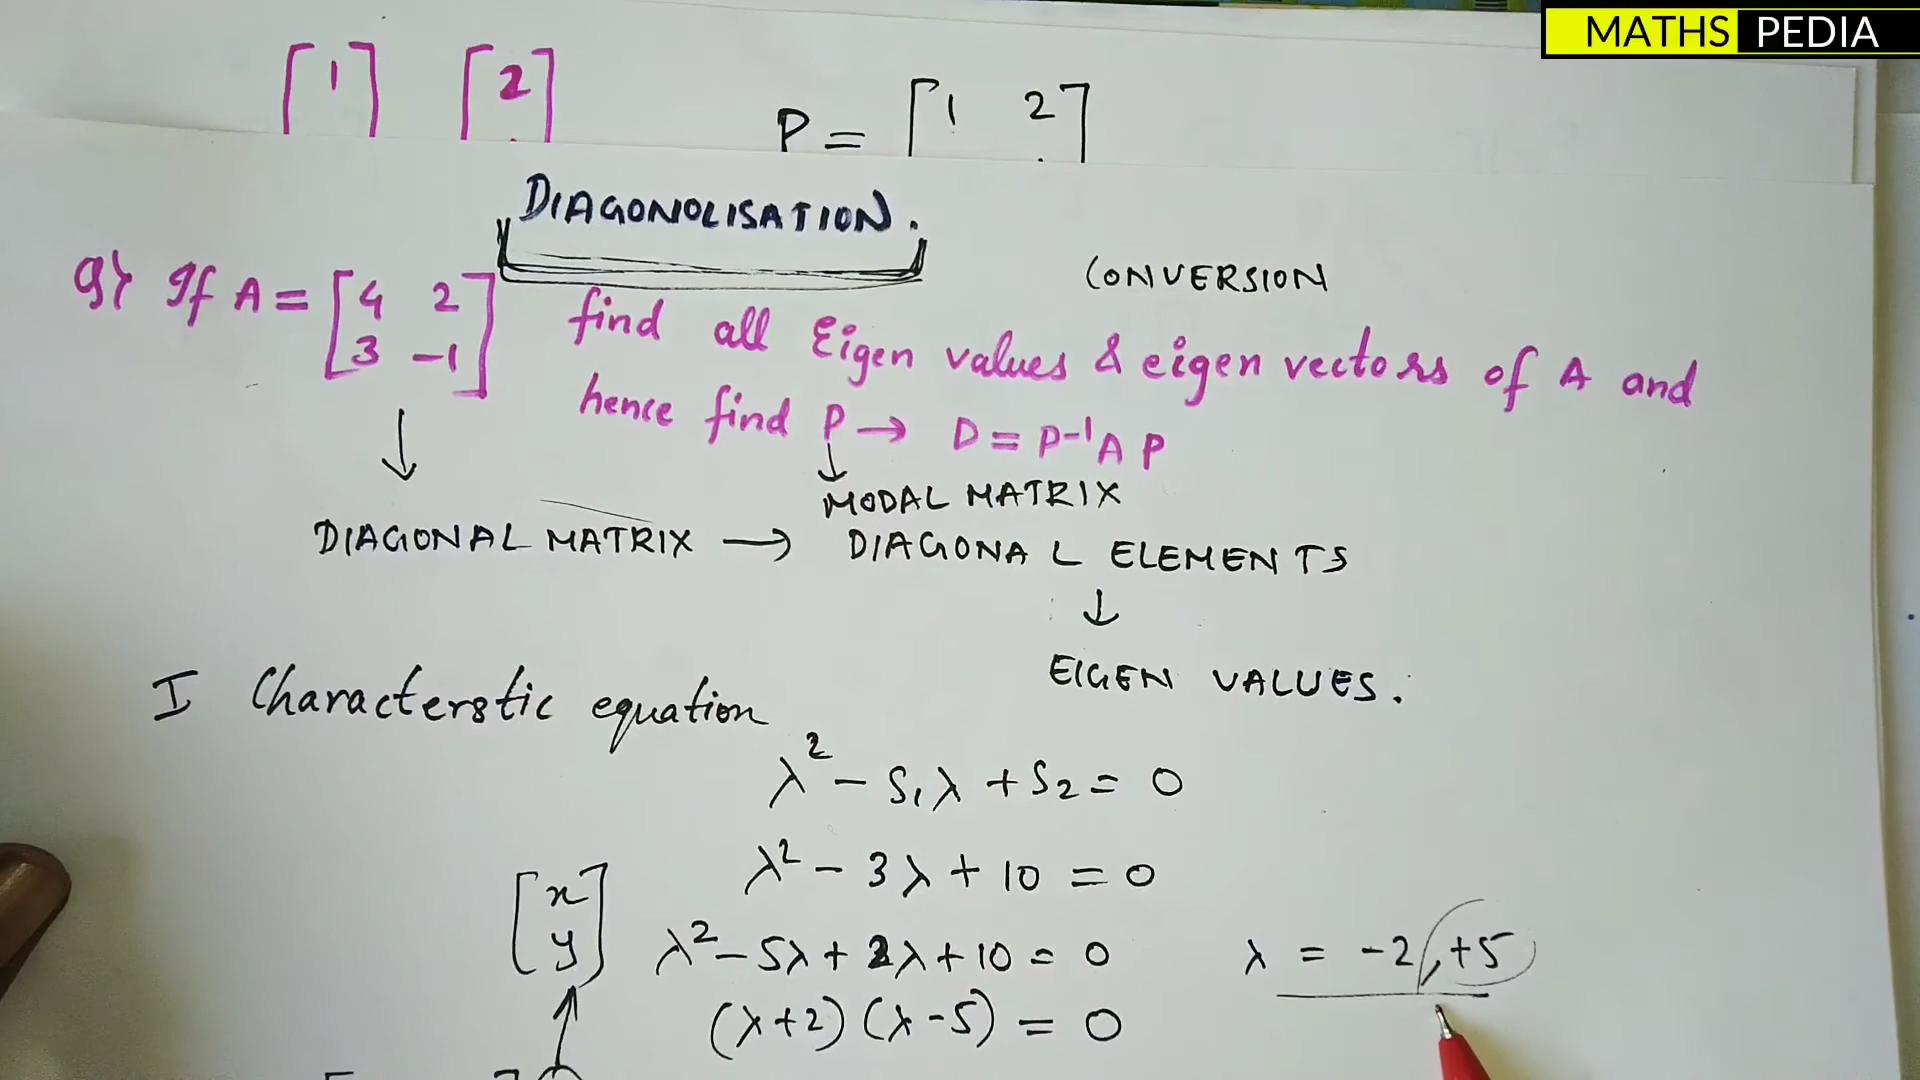 MATHS PEDIA
[1] [2] P = [1 2]
DIAGONOLISATION.
CONVERSION
Q) If A = [4 2
3 -1]
find all Eigen values & eigen vectors of A and
hence find P → D = P⁻¹AP
↓
MODAL MATRIX
↓
DIAGONAL MATRIX → DIAGONAL ELEMENTS
↓
EIGEN VALUES.
I Characterstic equation
λ² - S₁λ + S₂ = 0
λ² - 3λ + 10 = 0
[x
y]
λ² - 5λ + 2λ + 10 = 0
λ = -2, +5
(λ+2) (λ-5) = 0